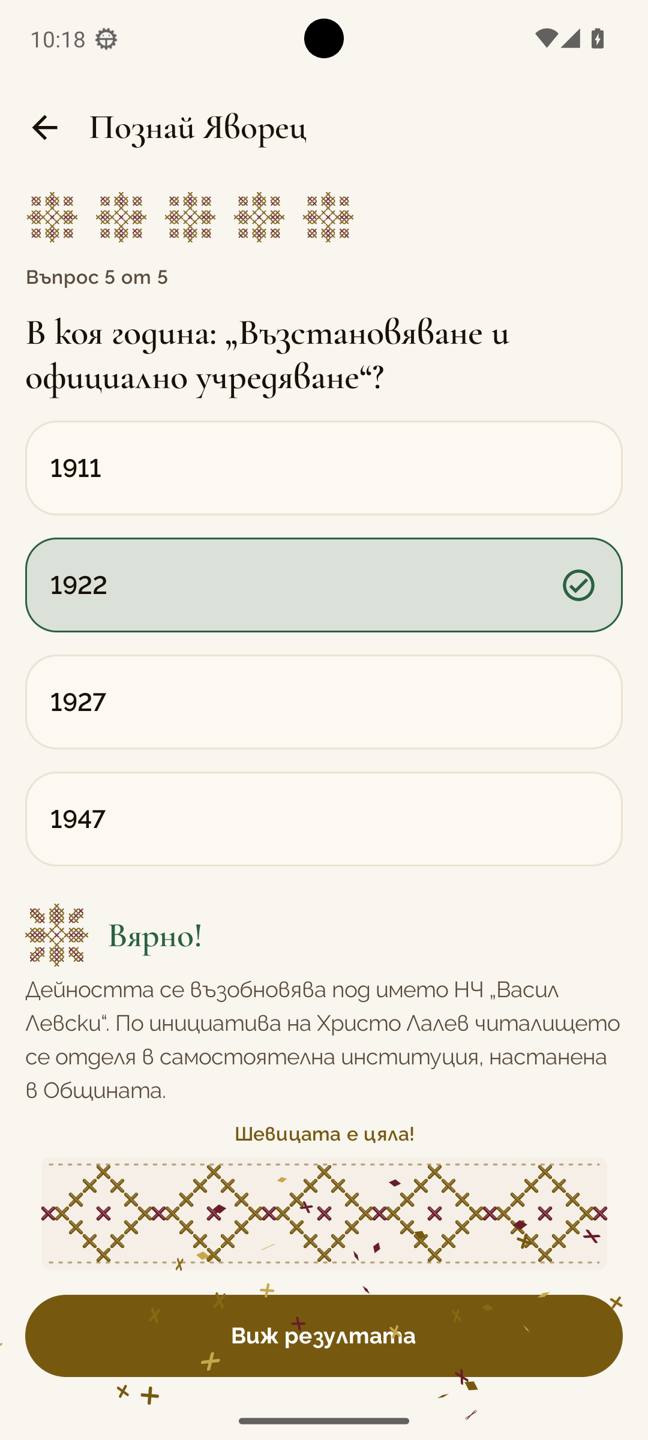 10:18
Познай Яворец
Въпрос 5 от 5
В коя година: „Възстановяване и
официално учредяване“?
1911
1922
1927
1947
Вярно!
Дейността се възобновява под името НЧ „Васил
Левски“. По инициатива на Христо Лалев читалището
се отделя в самостоятелна институция, настанена
в Общината.
Шевицата е цяла!
Виж резултата